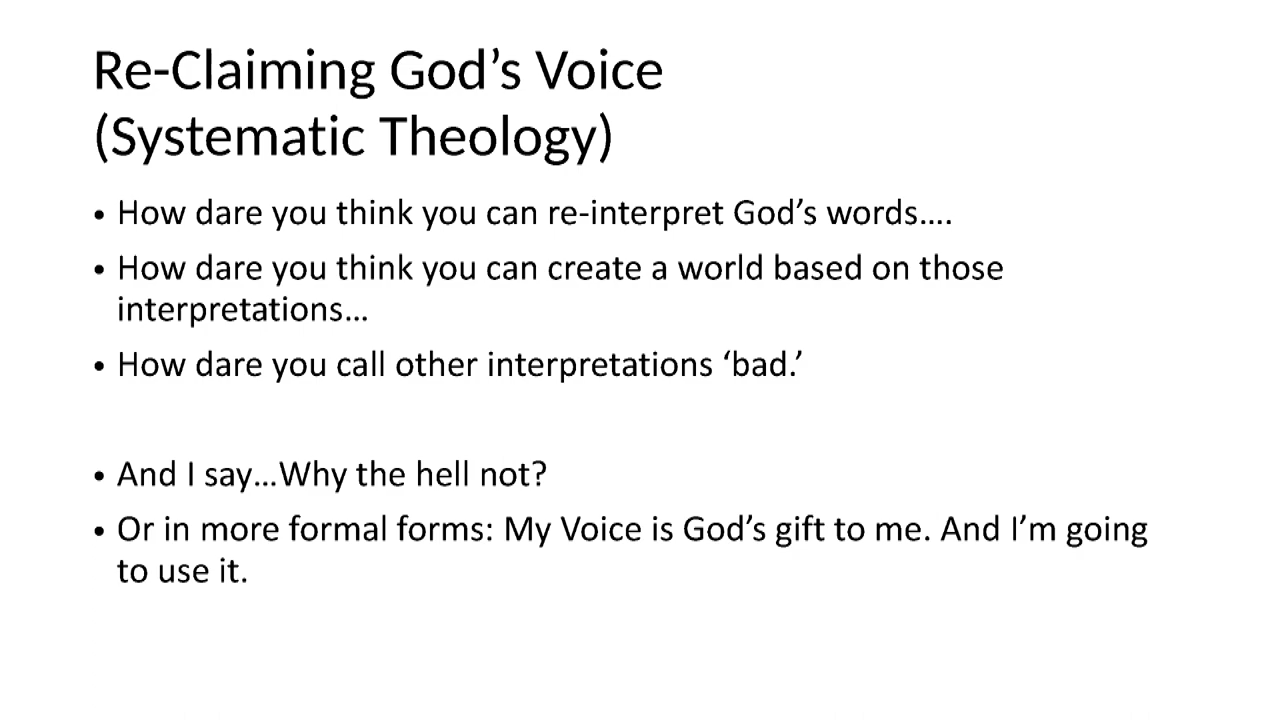 Re-Claiming God’s Voice
(Systematic Theology)
• How dare you think you can re-interpret God’s words….
• How dare you think you can create a world based on those
interpretations…
• How dare you call other interpretations ‘bad.’
• And I say…Why the hell not?
• Or in more formal forms: My Voice is God’s gift to me. And I’m going
to use it.